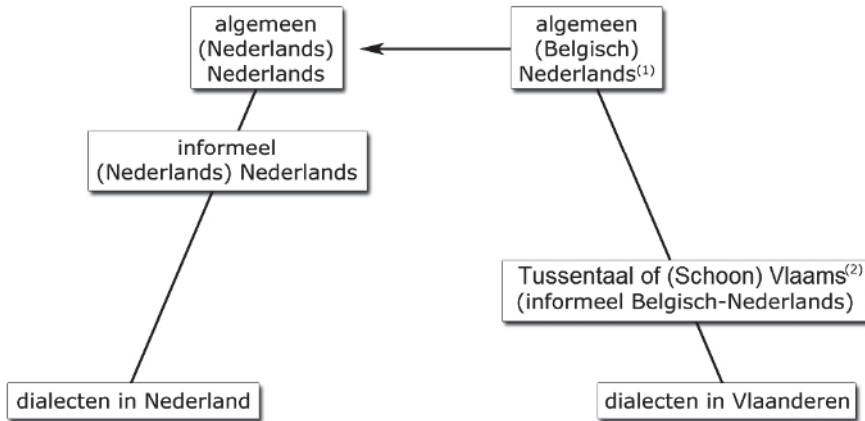 algemeen
(Nederlands)
Nederlands
algemeen
(Belgisch)
Nederlands(1)
informeel
(Nederlands) Nederlands
Tussentaal of (Schoon) Vlaams(2)
(informeel Belgisch-Nederlands)
dialecten in Nederland
dialecten in Vlaanderen